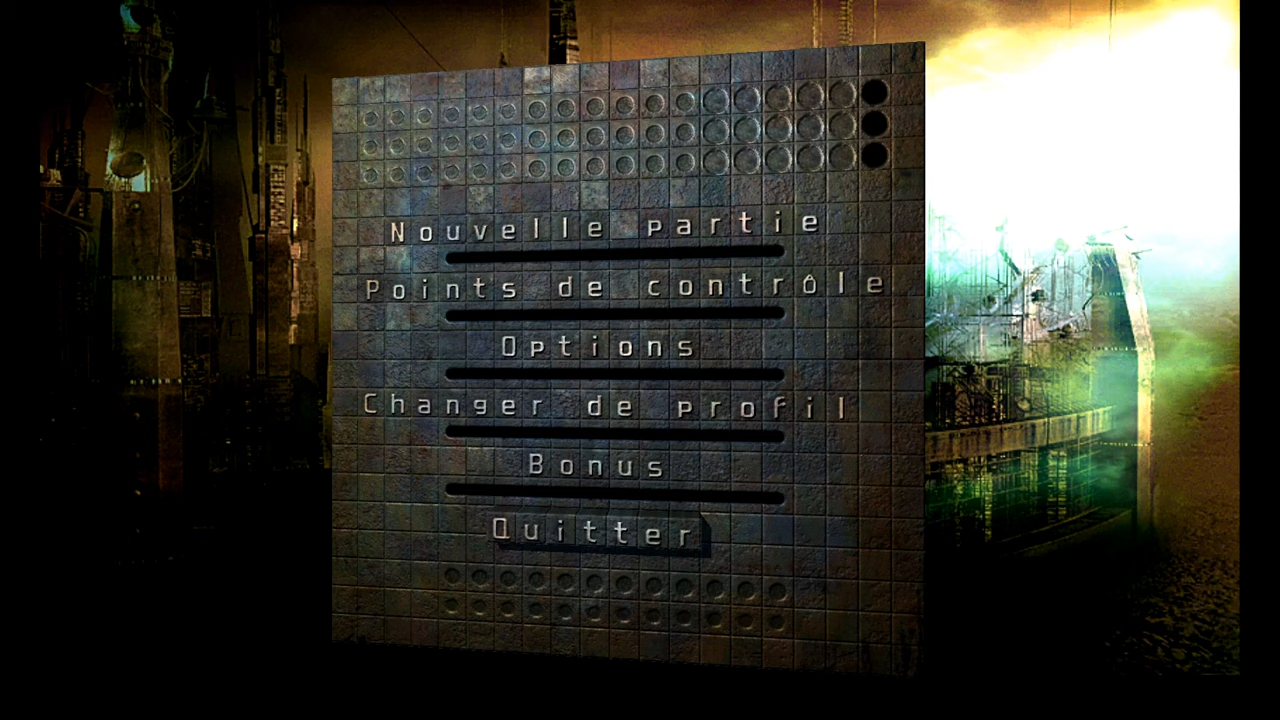 Nouvelle partie
Points de contrôle
Options
Changer de profil
Bonus
Quitter